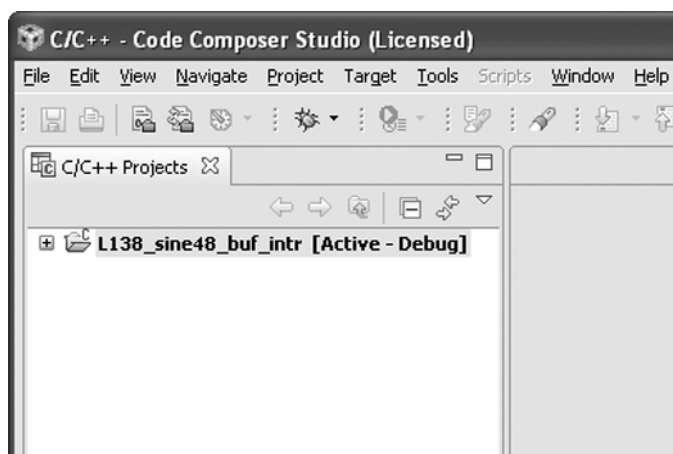 C/C++ - Code Composer Studio (Licensed)
File Edit View Navigate Project Target Tools Scripts Window Help
C/C++ Projects
L138_sine48_buf_intr [Active - Debug]